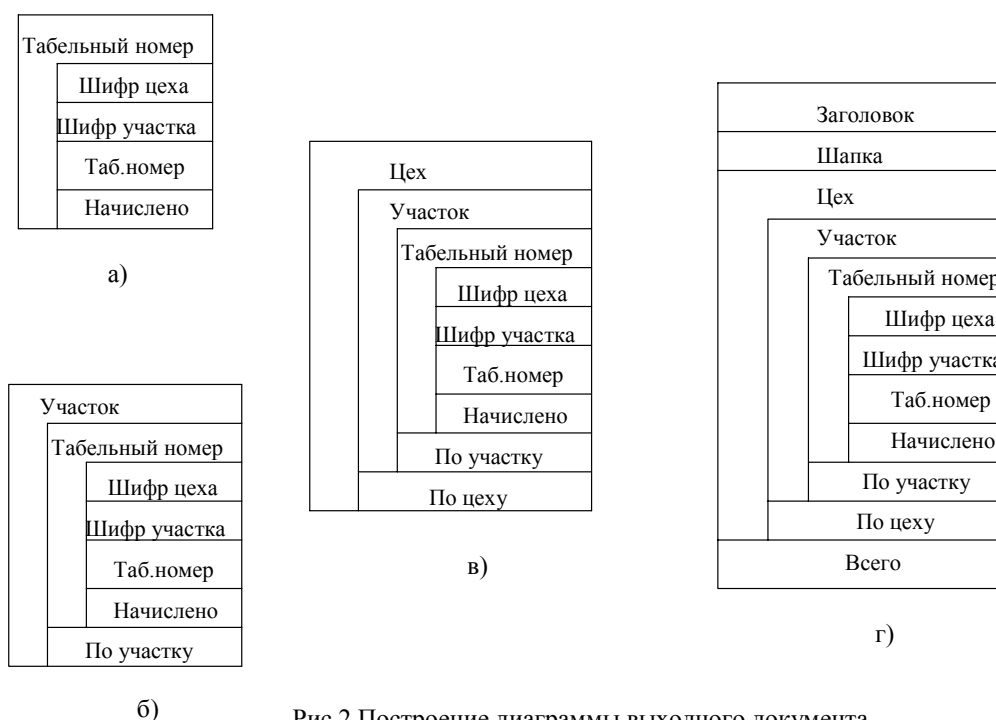 Табельный номер
Шифр цеха
Шифр участка
Таб.номер
Начислено
а)
Участок
Табельный номер
Шифр цеха
Шифр участка
Таб.номер
Начислено
По участку
б)
Цех
Участок
Табельный номер
Шифр цеха
Шифр участка
Таб.номер
Начислено
По участку
По цеху
в)
Заголовок
Шапка
Цех
Участок
Табельный номер
Шифр цеха
Шифр участка
Таб.номер
Начислено
По участку
По цеху
Всего
г)
Рис.2 Построение диаграммы выходного документа